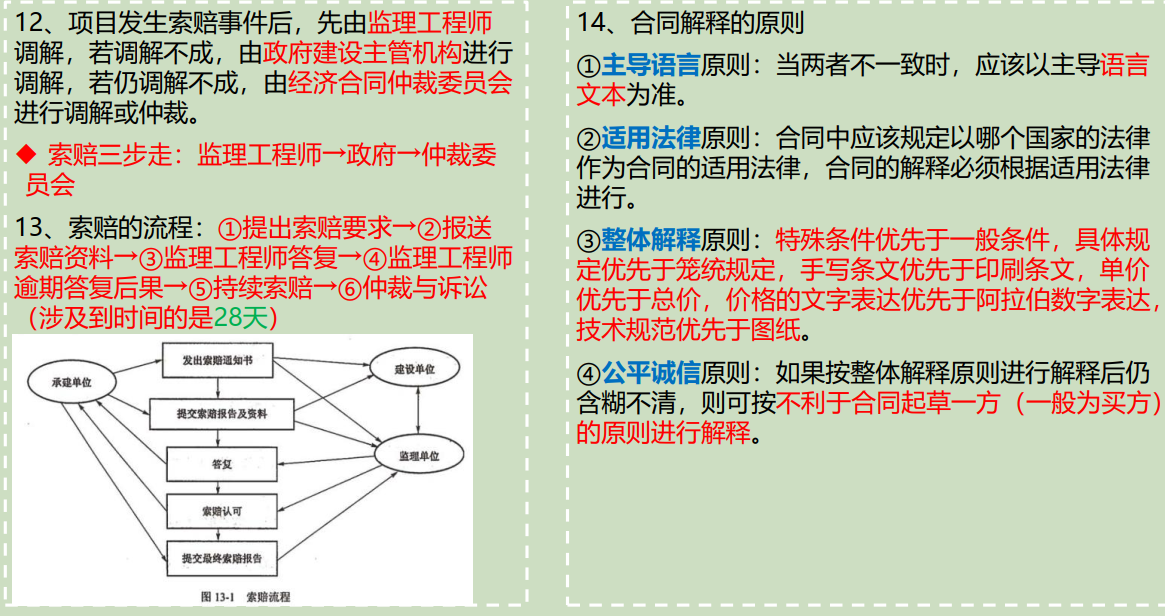 12、项目发生索赔事件后，先由监理工程师
调解，若调解不成，由政府建设主管机构进行
调解，若仍调解不成，由经济合同仲裁委员会
进行调解或仲裁。
◆ 索赔三步走：监理工程师→政府→仲裁委
员会
13、索赔的流程：①提出索赔要求→②报送
索赔资料→③监理工程师答复→④监理工程师
逾期答复后果→⑤持续索赔→⑥仲裁与诉讼
（涉及到时间的是28天）
发出索赔通知书
承建单位
建设单位
提交索赔报告及资料
答复
监理单位
索赔认可
提交最终索赔报告
图 13-1 索赔流程
14、合同解释的原则
①主导语言原则：当两者不一致时，应该以主导语言
文本为准。
②适用法律原则：合同中应该规定以哪个国家的法律
作为合同的适用法律，合同的解释必须根据适用法律
进行。
③整体解释原则：特殊条件优先于一般条件，具体规
定优先于笼统规定，手写条文优先于印刷条文，单价
优先于总价，价格的文字表达优先于阿拉伯数字表达，
技术规范优先于图纸。
④公平诚信原则：如果按整体解释原则进行解释后仍
含糊不清，则可按不利于合同起草一方（一般为买方）
的原则进行解释。